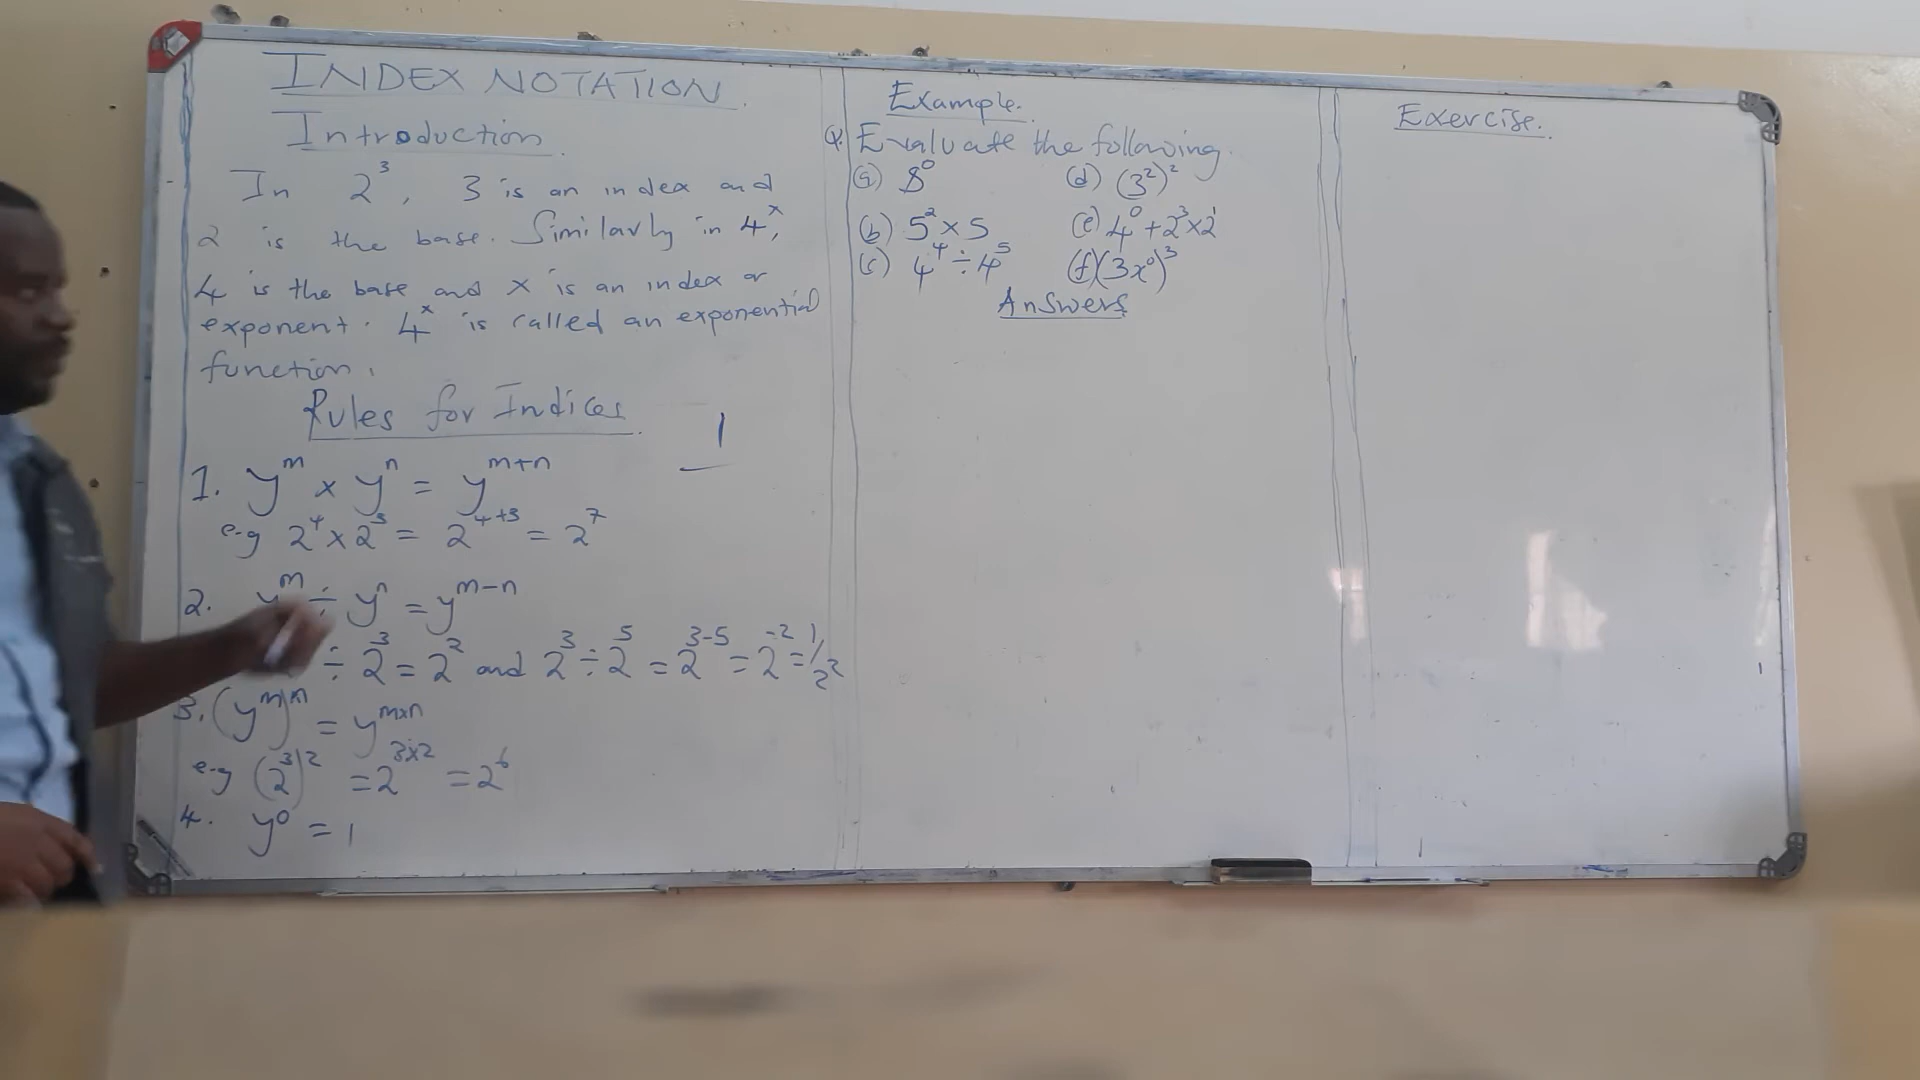 INDEX NOTATION.
Introduction.
In 2³, 3 is an index and
2 is the base. Similarly in 4ˣ,
4 is the base and x is an index or
exponent. 4ˣ is called an exponential
function.
Rules for Indices.
1
1. yᵐ × yⁿ = yᵐ⁺ⁿ
e.g 2⁴ × 2³ = 2⁴⁺³ = 2⁷
2. yᵐ ÷ yⁿ = yᵐ⁻ⁿ
÷ 2³ = 2² and 2³ ÷ 2⁵ = 2³⁻⁵ = 2⁻² = 1/2²
3. (yᵐ)ⁿ = yᵐˣⁿ
e.g (2³)² = 2³ˣ² = 2⁶
4. y⁰ = 1
Example.
Q. Evaluate the following.
(a) 8⁰ (d) (3²)²
(b) 5² × 5 (e) 4⁰ + 2³ × 2¹
(c) 4⁴ ÷ 4⁵ (f) (3x⁰)³
Answers
Exercise.